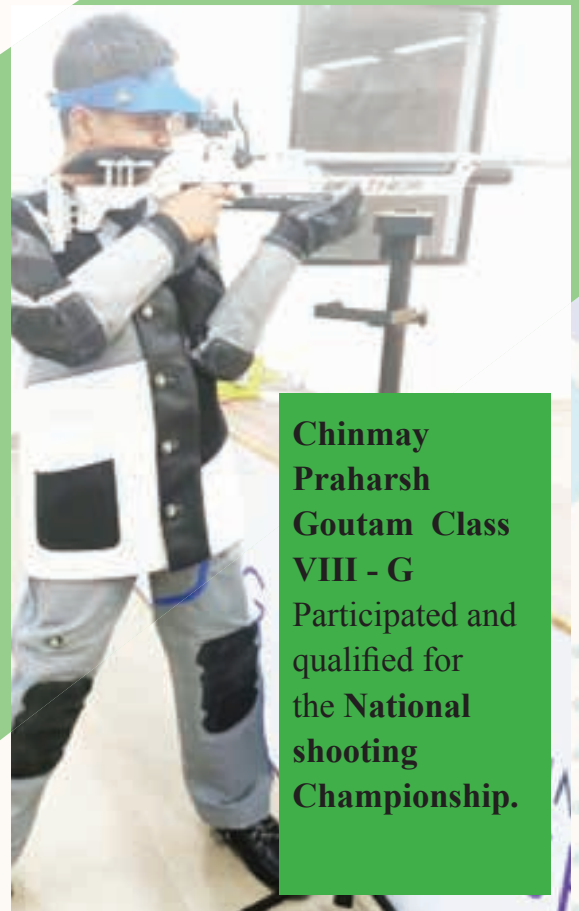 Chinmay
Praharsh
Goutam Class
VIII - G
Participated and
qualified for
the National
shooting
Championship.